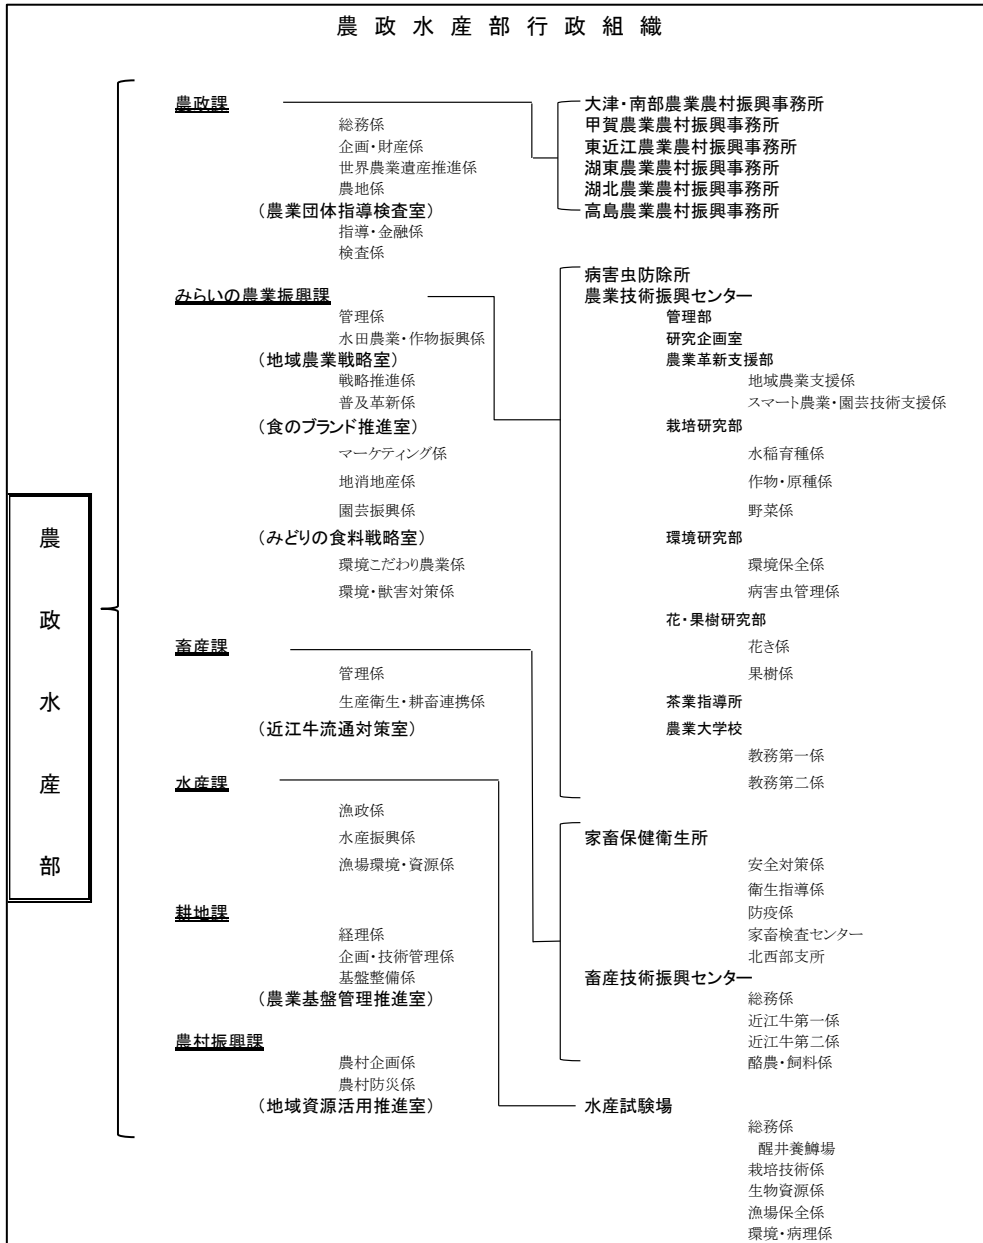 農政水産部行政組織
農政水産部
農政課
総務係
企画・財産係
世界農業遺産推進係
農地係
（農業団体指導検査室）
指導・金融係
検査係
みらいの農業振興課
管理係
水田農業・作物振興係
（地域農業戦略室）
戦略推進係
普及革新係
（食のブランド推進室）
マーケティング係
地消地産係
園芸振興係
（みどりの食料戦略室）
環境こだわり農業係
環境・獣害対策係
畜産課
管理係
生産衛生・耕畜連携係
（近江牛流通対策室）
水産課
漁政係
水産振興係
漁場環境・資源係
耕地課
経理係
企画・技術管理係
基盤整備係
（農業基盤管理推進室）
農村振興課
農村企画係
農村防災係
（地域資源活用推進室）
大津・南部農業農村振興事務所
甲賀農業農村振興事務所
東近江農業農村振興事務所
湖東農業農村振興事務所
湖北農業農村振興事務所
高島農業農村振興事務所
病害虫防除所
農業技術振興センター
管理部
研究企画室
農業革新支援部
地域農業支援係
スマート農業・園芸技術支援係
栽培研究部
水稲育種係
作物・原種係
野菜係
環境研究部
環境保全係
病害虫管理係
花・果樹研究部
花き係
果樹係
茶業指導所
農業大学校
教務第一係
教務第二係
家畜保健衛生所
安全対策係
衛生指導係
防疫係
家畜検査センター
北西部支所
畜産技術振興センター
総務係
近江牛第一係
近江牛第二係
酪農・飼料係
水産試験場
総務係
醒井養鱒場
栽培技術係
生物資源係
漁場保全係
環境・病理係